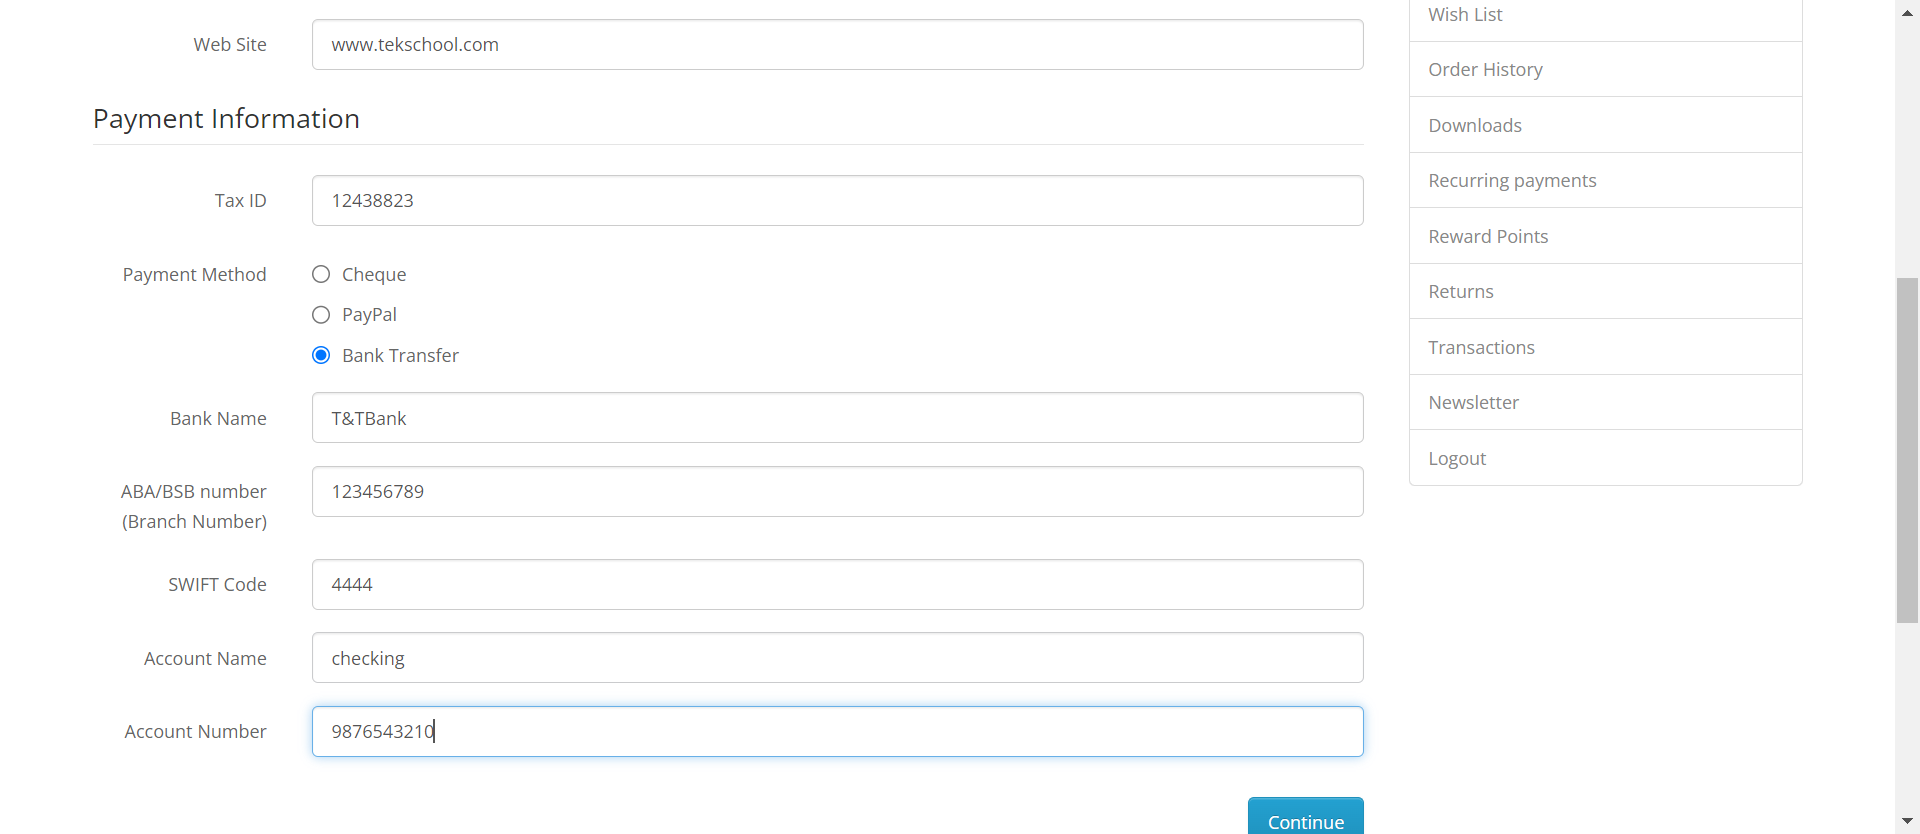 Web Site
www.tekschool.com
Payment Information
Tax ID
12438823
Payment Method
Cheque
PayPal
Bank Transfer
Bank Name
T&TBank
ABA/BSB number
(Branch Number)
123456789
SWIFT Code
4444
Account Name
checking
Account Number
9876543210
Continue
Wish List
Order History
Downloads
Recurring payments
Reward Points
Returns
Transactions
Newsletter
Logout